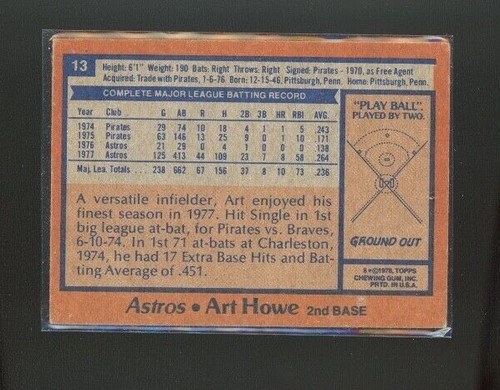 13
Height: 6'1" Weight: 190 Bats: Right Throws: Right Signed: Pirates - 1970, as Free Agent
Acquired: Trade with Pirates, 1-6-76 Born: 12-15-46, Pittsburgh, Penn. Home: Pittsburgh, Penn.
COMPLETE MAJOR LEAGUE BATTING RECORD
Year Club G AB R H 2B 3B HR RBI AVG.
1974 Pirates 29 74 10 18 4 1 1 5 .243
1975 Pirates 63 146 13 25 9 0 1 10 .171
1976 Astros 21 29 0 4 1 0 0 0 .138
1977 Astros 125 413 44 109 23 7 8 58 .264
Maj. Lea. Totals . . . 238 662 67 156 37 8 10 73 .236
A versatile infielder, Art enjoyed his
finest season in 1977. Hit Single in 1st
big league at-bat, for Pirates vs. Braves,
6-10-74. In 1st 71 at-bats at Charleston,
1974, he had 17 Extra Base Hits and Bat-
ting Average of .451.
"PLAY BALL".
PLAYED BY TWO.
GROUND OUT
©1978, TOPPS
CHEWING GUM, INC.
PRTD. IN U.S.A.
Astros • Art Howe 2nd BASE